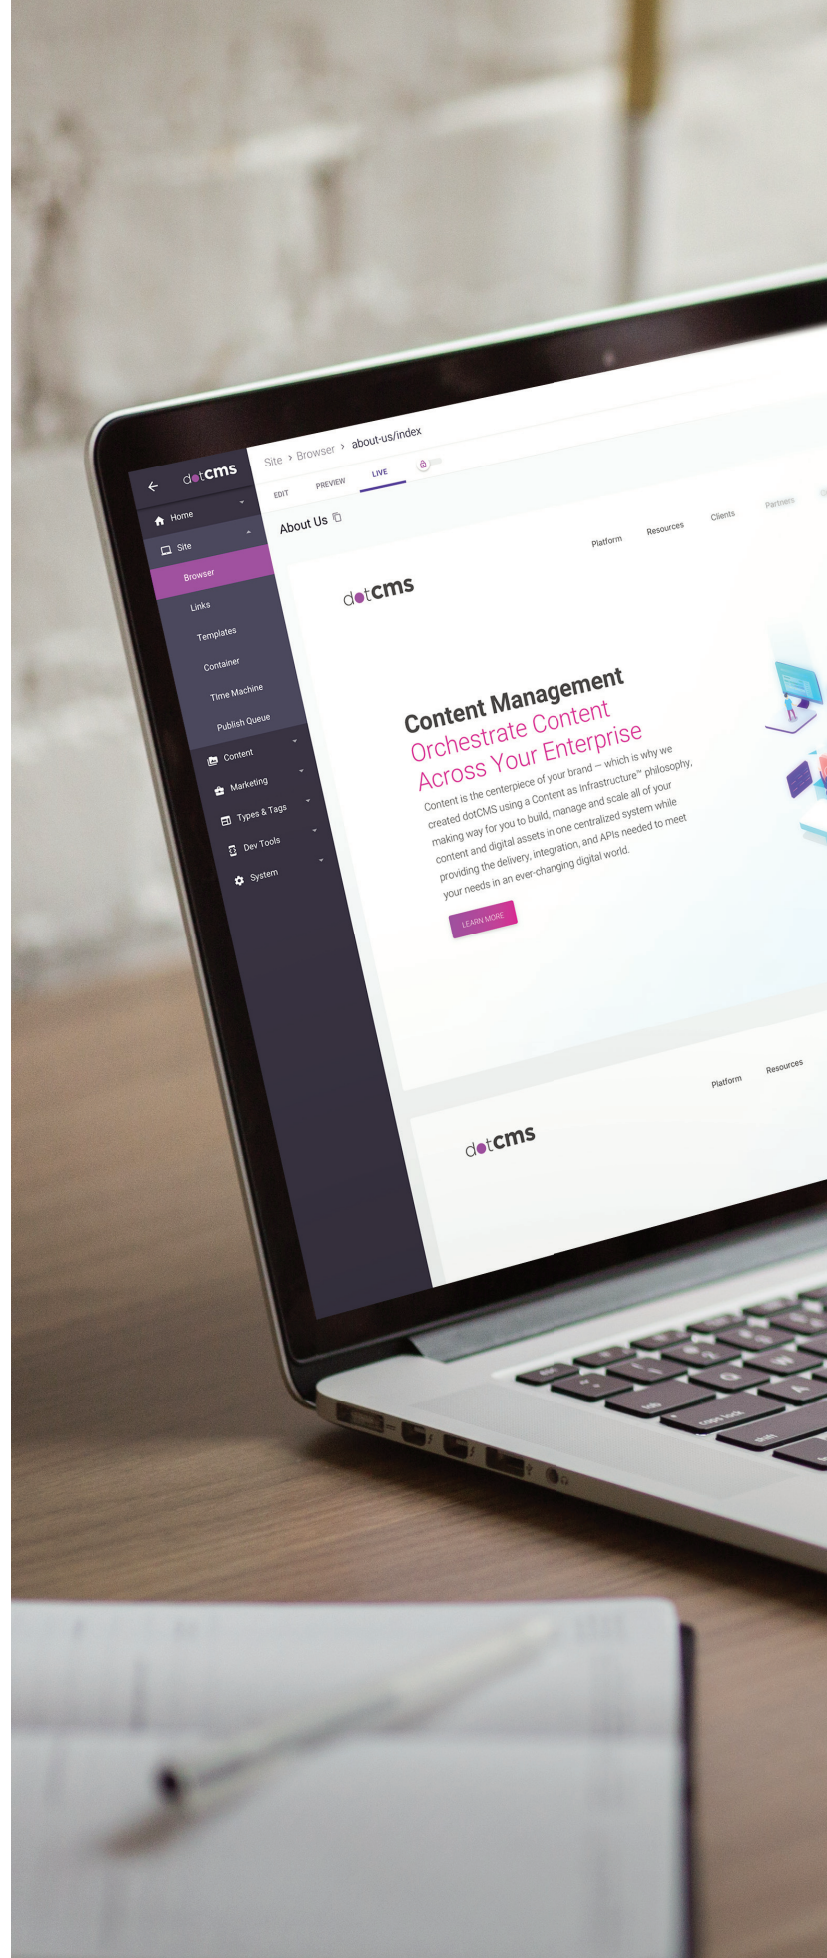 dotcms
Site > Browser > about-us/index
EDIT PREVIEW LIVE
About Us
Home
Site
Browser
Links
Templates
Container
Time Machine
Publish Queue
Content
Marketing
Types & Tags
Dev Tools
System
dotcms
Platform Resources Clients Partners
Content Management
Orchestrate Content
Across Your Enterprise
Content is the centerpiece of your brand — which is why we
created dotCMS using a Content as Infrastructure™ philosophy,
making way for you to build, manage and scale all of your
content and digital assets in one centralized system while
providing the delivery, integration, and APIs needed to meet
your needs in an ever-changing digital world.
LEARN MORE
dotcms
Platform Resources
Q W
tab
A
caps lock
shift